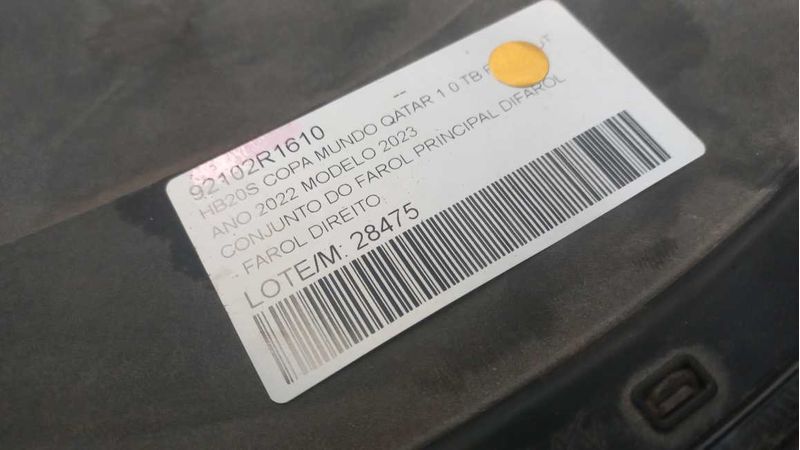 --
92102R1610
HB20S COPA MUNDO QATAR 1 0 TB
ANO 2022 MODELO 2023
CONJUNTO DO FAROL PRINCIPAL DIFAROL
FAROL DIREITO
LOTE/M: 28475